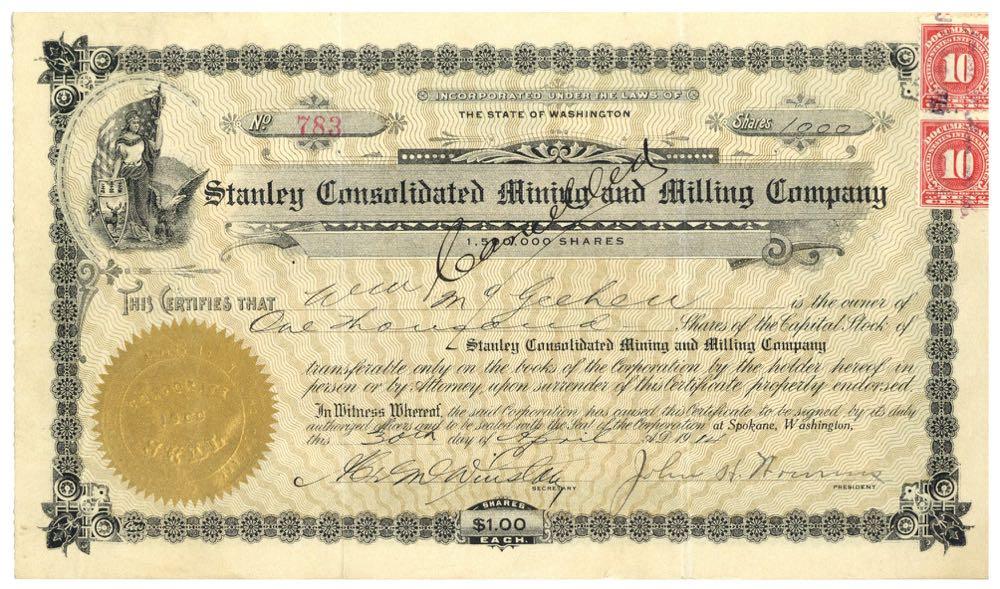 INCORPORATED UNDER THE LAWS OF
THE STATE OF WASHINGTON
No 783
Shares 1000
DOCUMENTARY
10
DOCUMENTARY
10
Stanley Consolidated Mining and Milling Company
Cancelled
1,500,000 SHARES
THIS CERTIFIES THAT Wm McGeehen is the owner of
One thousand Shares of the Capital Stock of
Stanley Consolidated Mining and Milling Company
transferable only on the books of the Corporation by the holder hereof in
person or by Attorney, upon surrender of this Certificate properly endorsed.
In Witness Whereof, the said Corporation has caused this Certificate to be signed by its duly
authorized officers and to be sealed with the Seal of the Corporation at Spokane, Washington,
this 30th day of April A.D. 19
SECRETARY
John H.
PRESIDENT
SHARES
$1.00
EACH.